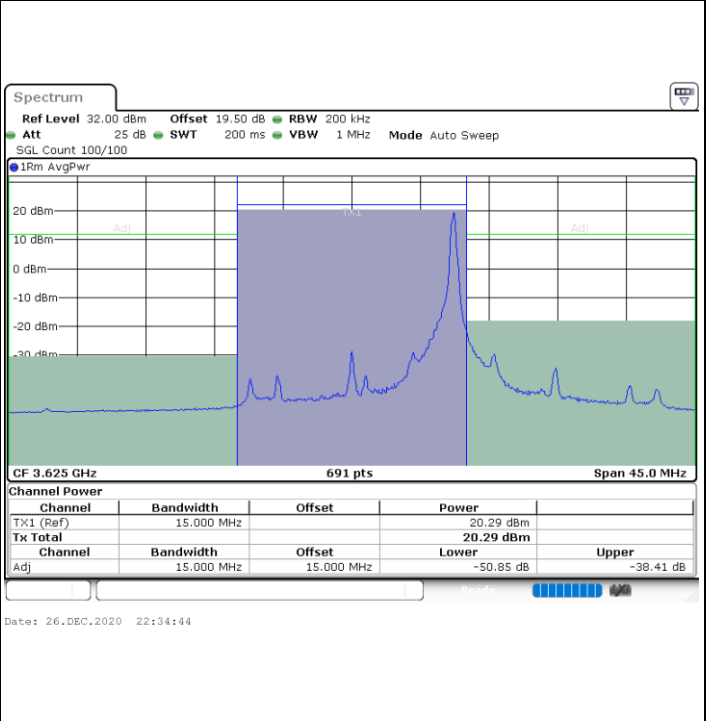 Spectrum
Ref Level 32.00 dBm Offset 19.50 dB RBW 200 kHz
Att 25 dB SWT 200 ms VBW 1 MHz Mode Auto Sweep
SGL Count 100/100
1Rm AvgPwr
20 dBm
TX1
Adj Adj
10 dBm
0 dBm
-10 dBm
-20 dBm
-30 dBm
CF 3.625 GHz 691 pts Span 45.0 MHz
Channel Power
Channel Bandwidth Offset Power
TX1 (Ref) 15.000 MHz 20.29 dBm
Tx Total 20.29 dBm
Channel Bandwidth Offset Lower Upper
Adj 15.000 MHz 15.000 MHz -50.85 dB -38.41 dB
Ready
Date: 26.DEC.2020 22:34:44